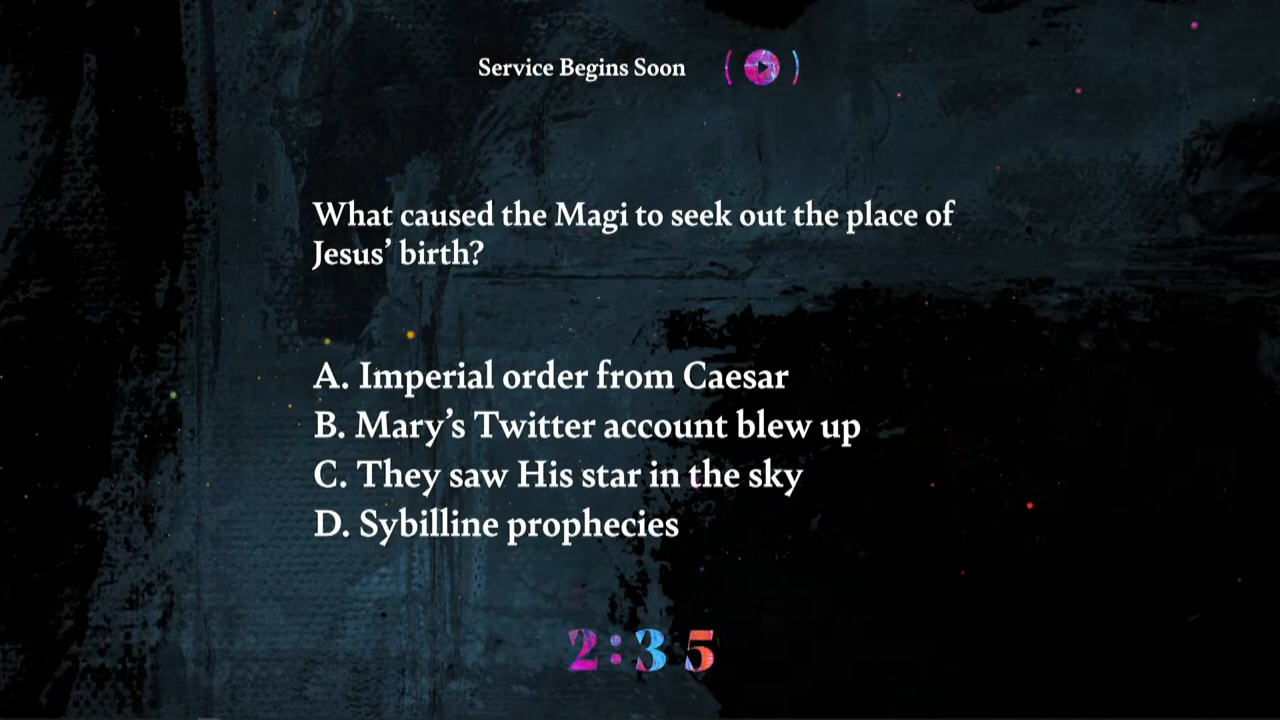 Service Begins Soon
What caused the Magi to seek out the place of
Jesus’ birth?
A. Imperial order from Caesar
B. Mary’s Twitter account blew up
C. They saw His star in the sky
D. Sybilline prophecies
2:35